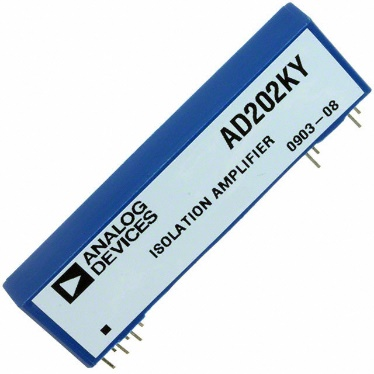 ANALOG
DEVICES
AD202KY
ISOLATION AMPLIFIER
0903-08